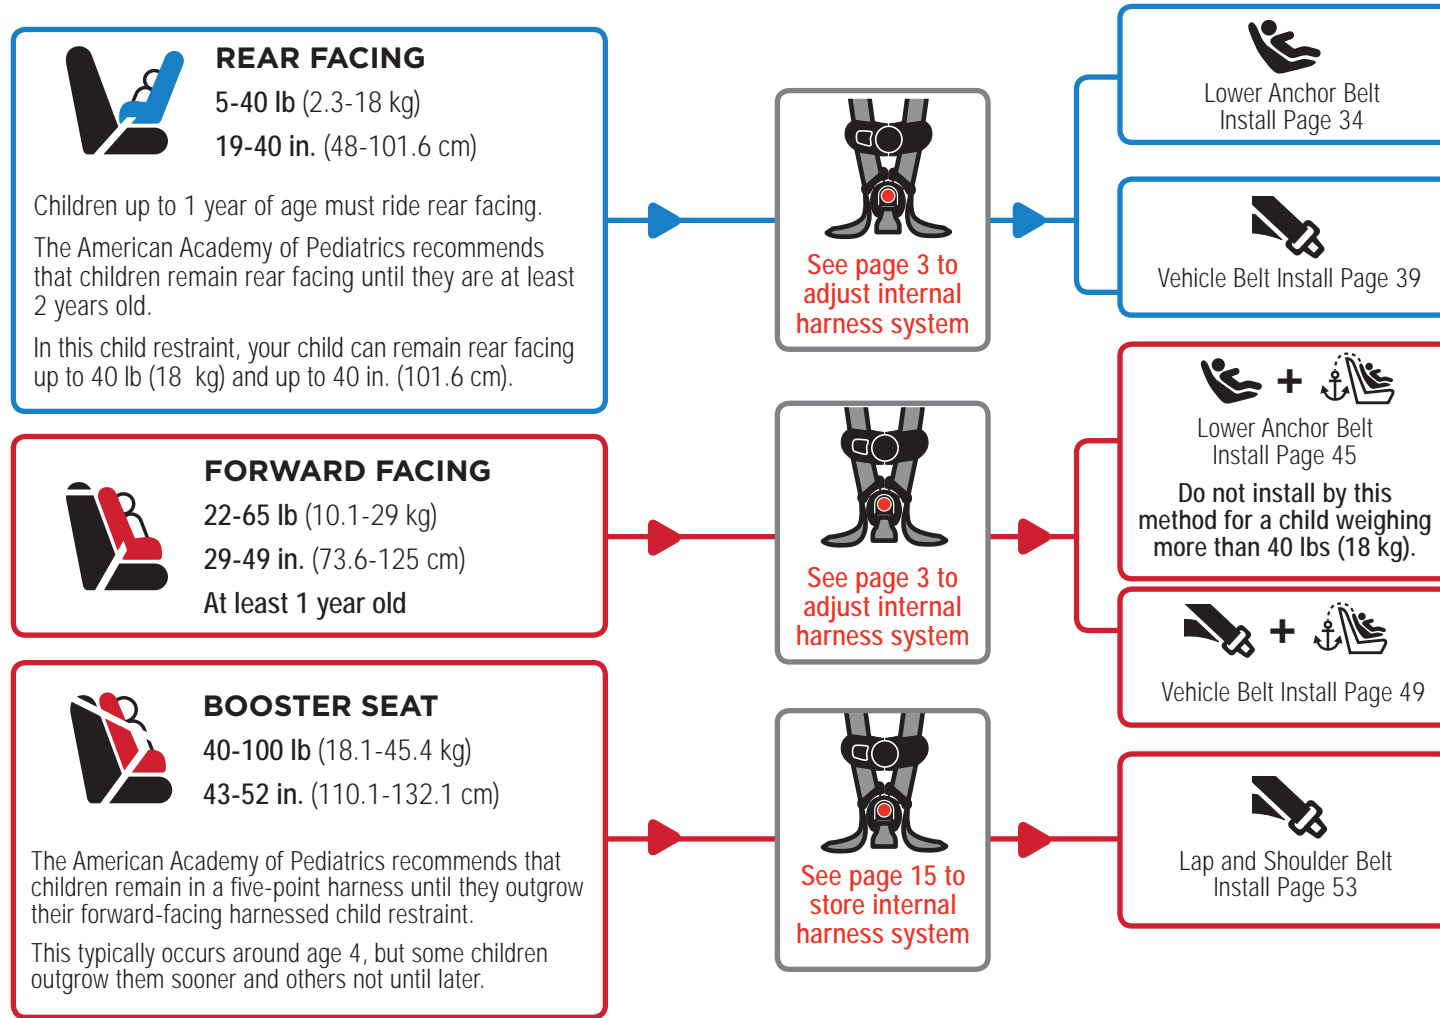 REAR FACING
5-40 lb (2.3-18 kg)
19-40 in. (48-101.6 cm)
Children up to 1 year of age must ride rear facing.
The American Academy of Pediatrics recommends
that children remain rear facing until they are at least
2 years old.
In this child restraint, your child can remain rear facing
up to 40 lb (18 kg) and up to 40 in. (101.6 cm).
See page 3 to
adjust internal
harness system
Lower Anchor Belt
Install Page 34
Vehicle Belt Install Page 39
FORWARD FACING
22-65 lb (10.1-29 kg)
29-49 in. (73.6-125 cm)
At least 1 year old
See page 3 to
adjust internal
harness system
+
Lower Anchor Belt
Install Page 45
Do not install by this
method for a child weighing
more than 40 lbs (18 kg).
+
Vehicle Belt Install Page 49
BOOSTER SEAT
40-100 lb (18.1-45.4 kg)
43-52 in. (110.1-132.1 cm)
The American Academy of Pediatrics recommends that
children remain in a five-point harness until they outgrow
their forward-facing harnessed child restraint.
This typically occurs around age 4, but some children
outgrow them sooner and others not until later.
See page 15 to
store internal
harness system
Lap and Shoulder Belt
Install Page 53